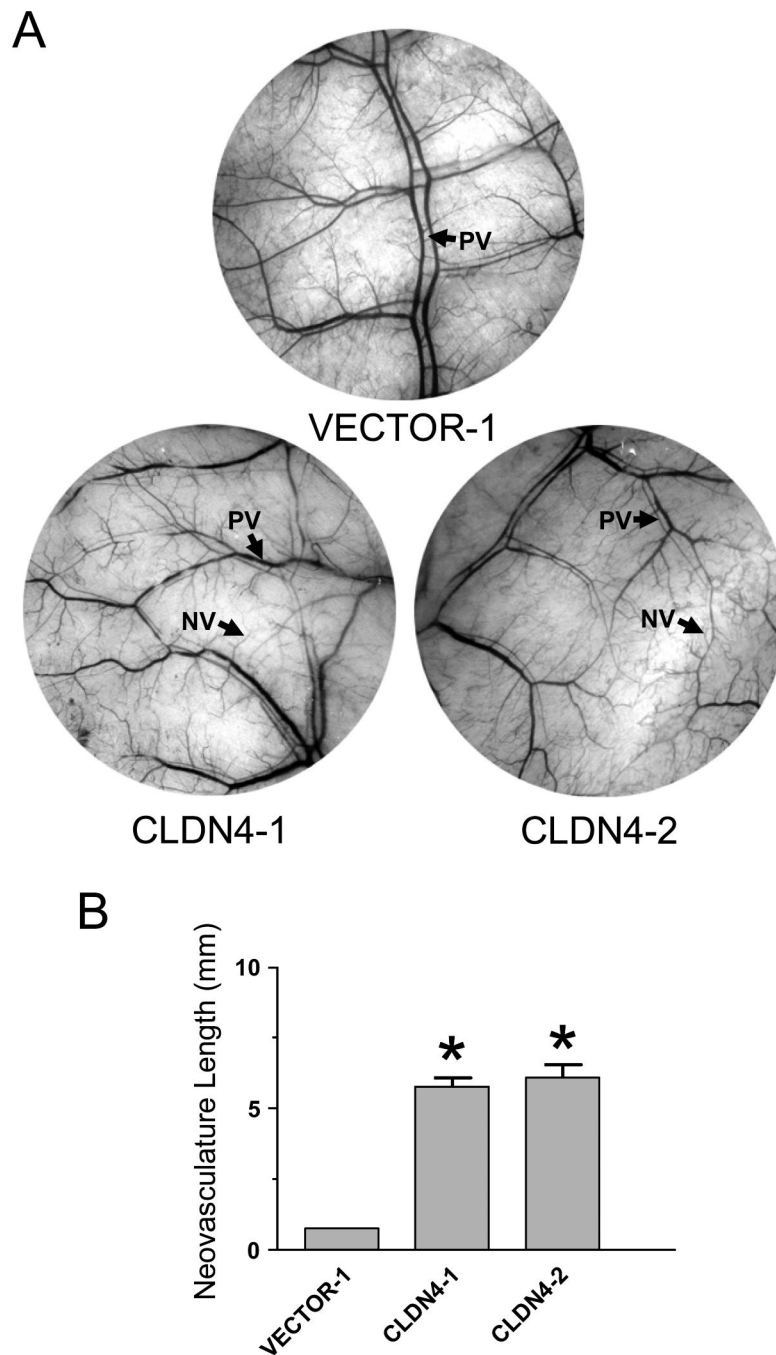 A
PV
VECTOR-1
PV
NV
CLDN4-1
PV
NV
CLDN4-2
B
Neovasculature Length (mm)
10
5
0
*
*
VECTOR-1
CLDN4-1
CLDN4-2